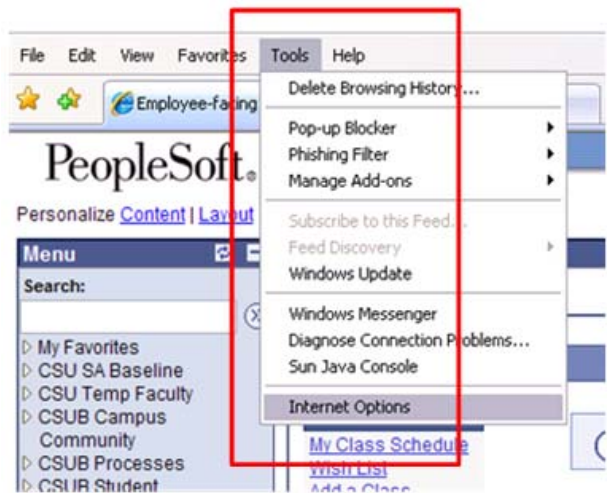 File Edit View Favorites Tools Help
Employee-facing
Delete Browsing History...
Pop-up Blocker
Phishing Filter
Manage Add-ons
Subscribe to this Feed...
Feed Discovery
Windows Update
Windows Messenger
Diagnose Connection Problems...
Sun Java Console
Internet Options
PeopleSoft.
Personalize Content | Layout
Menu
Search:
My Favorites
CSU SA Baseline
CSU Temp Faculty
CSUB Campus
Community
CSUB Processes
CSUB Student
My Class Schedule
Wish List
Add a Class